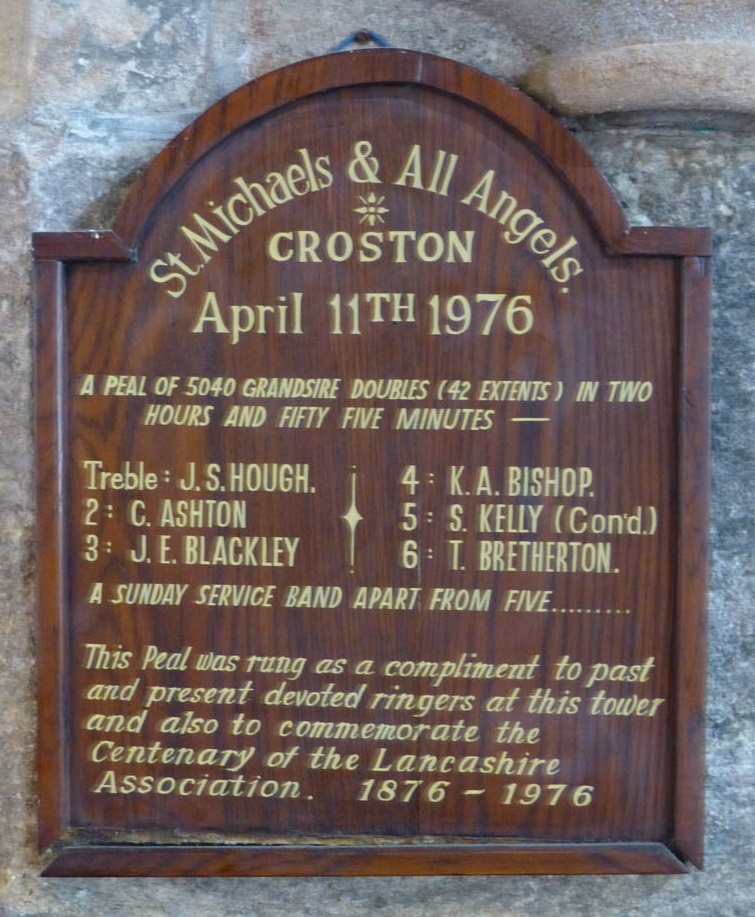 St. Michaels & All Angels.
CROSTON
April 11TH 1976
A PEAL OF 5040 GRANDSIRE DOUBLES (42 EXTENTS) IN TWO
HOURS AND FIFTY FIVE MINUTES —
Treble: J. S. HOUGH.
2: C. ASHTON
3: J. E. BLACKLEY
4: K. A. BISHOP.
5: S. KELLY (Con'd.)
6: T. BRETHERTON.
A SUNDAY SERVICE BAND APART FROM FIVE.........
This Peal was rung as a compliment to past
and present devoted ringers at this tower
and also to commemorate the
Centenary of the Lancashire
Association. 1876 - 1976